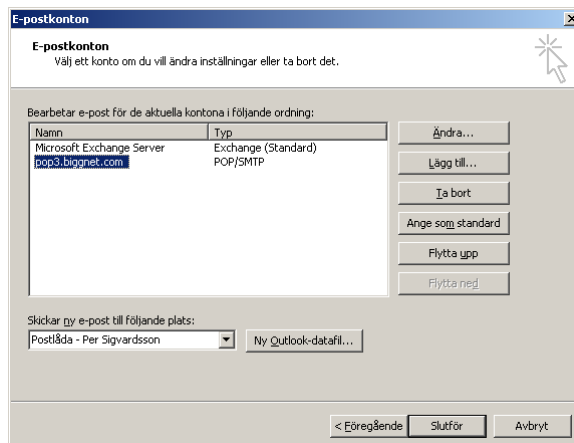 E-postkonton
E-postkonton
Välj ett konto om du vill ändra inställningar eller ta bort det.
Bearbetar e-post för de aktuella kontona i följande ordning:
Namn Typ
Microsoft Exchange Server Exchange (Standard)
pop3.biggnet.com POP/SMTP
Ändra...
Lägg till...
Ta bort
Ange som standard
Flytta upp
Flytta ned
Skickar ny e-post till följande plats:
Postlåda - Per Sigvardsson
Ny Outlook-datafil...
< Föregående Slutför Avbryt